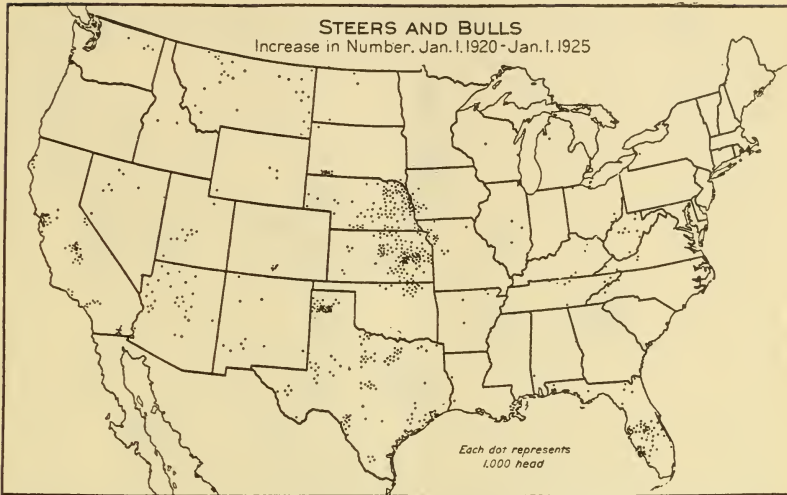 STEERS AND BULLS
Increase in Number, Jan. 1, 1920 - Jan. 1, 1925
Each dot represents
1,000 head